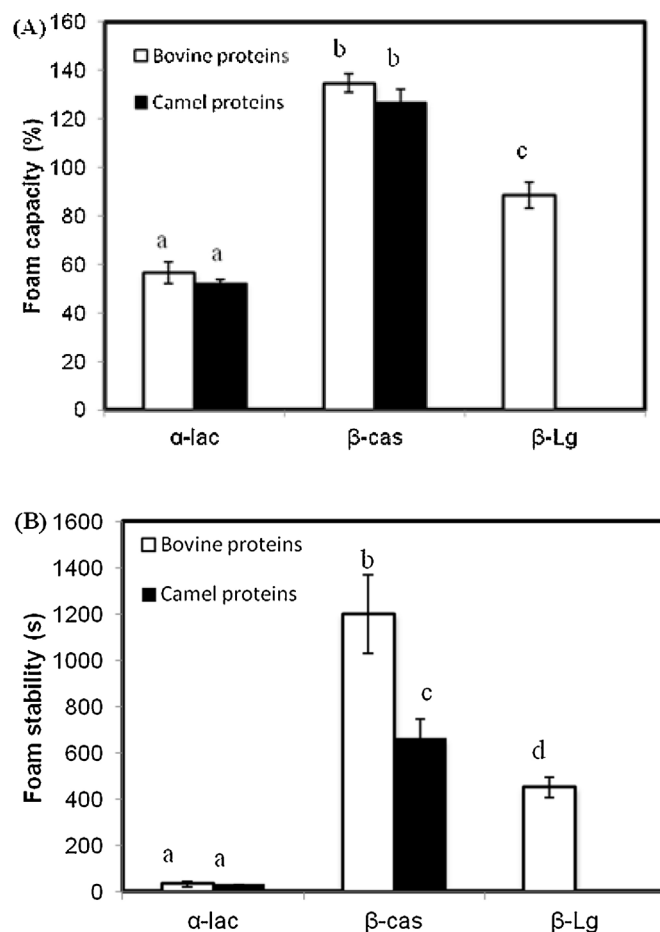 (A)
160
140
120
100
80
60
40
20
0
Foam capacity (%)
Bovine proteins
Camel proteins
a
a
b
b
c
α-lac
β-cas
β-Lg
(B)
1600
1400
1200
1000
800
600
400
200
0
Foam stability (s)
Bovine proteins
Camel proteins
a
a
b
c
d
α-lac
β-cas
β-Lg